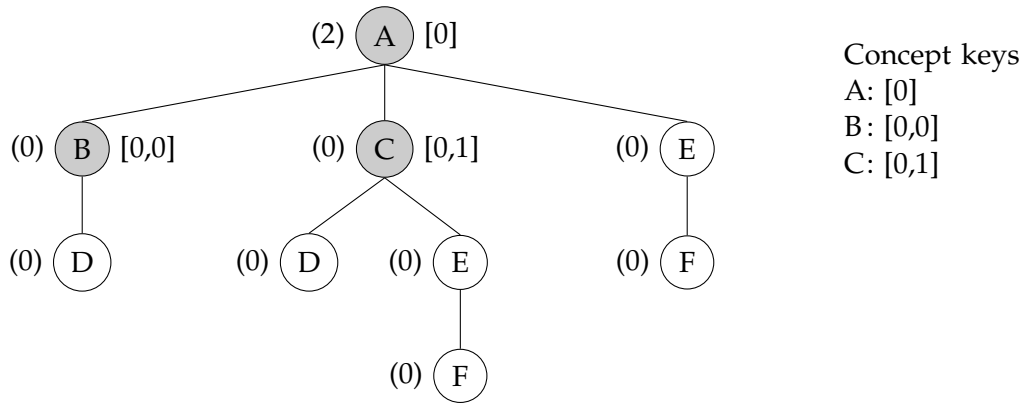 (2) A [0]
Concept keys
A: [0]
B: [0,0]
C: [0,1]
(0) B [0,0] (0) C [0,1] (0) E
(0) D (0) D (0) E (0) F
(0) F